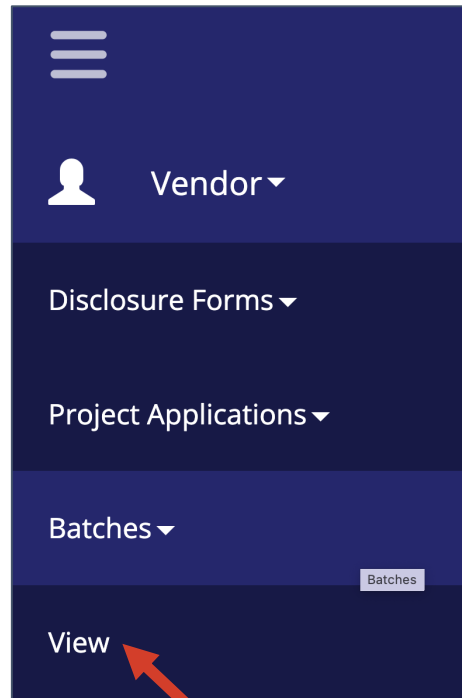 Vendor
Disclosure Forms
Project Applications
Batches
Batches
View